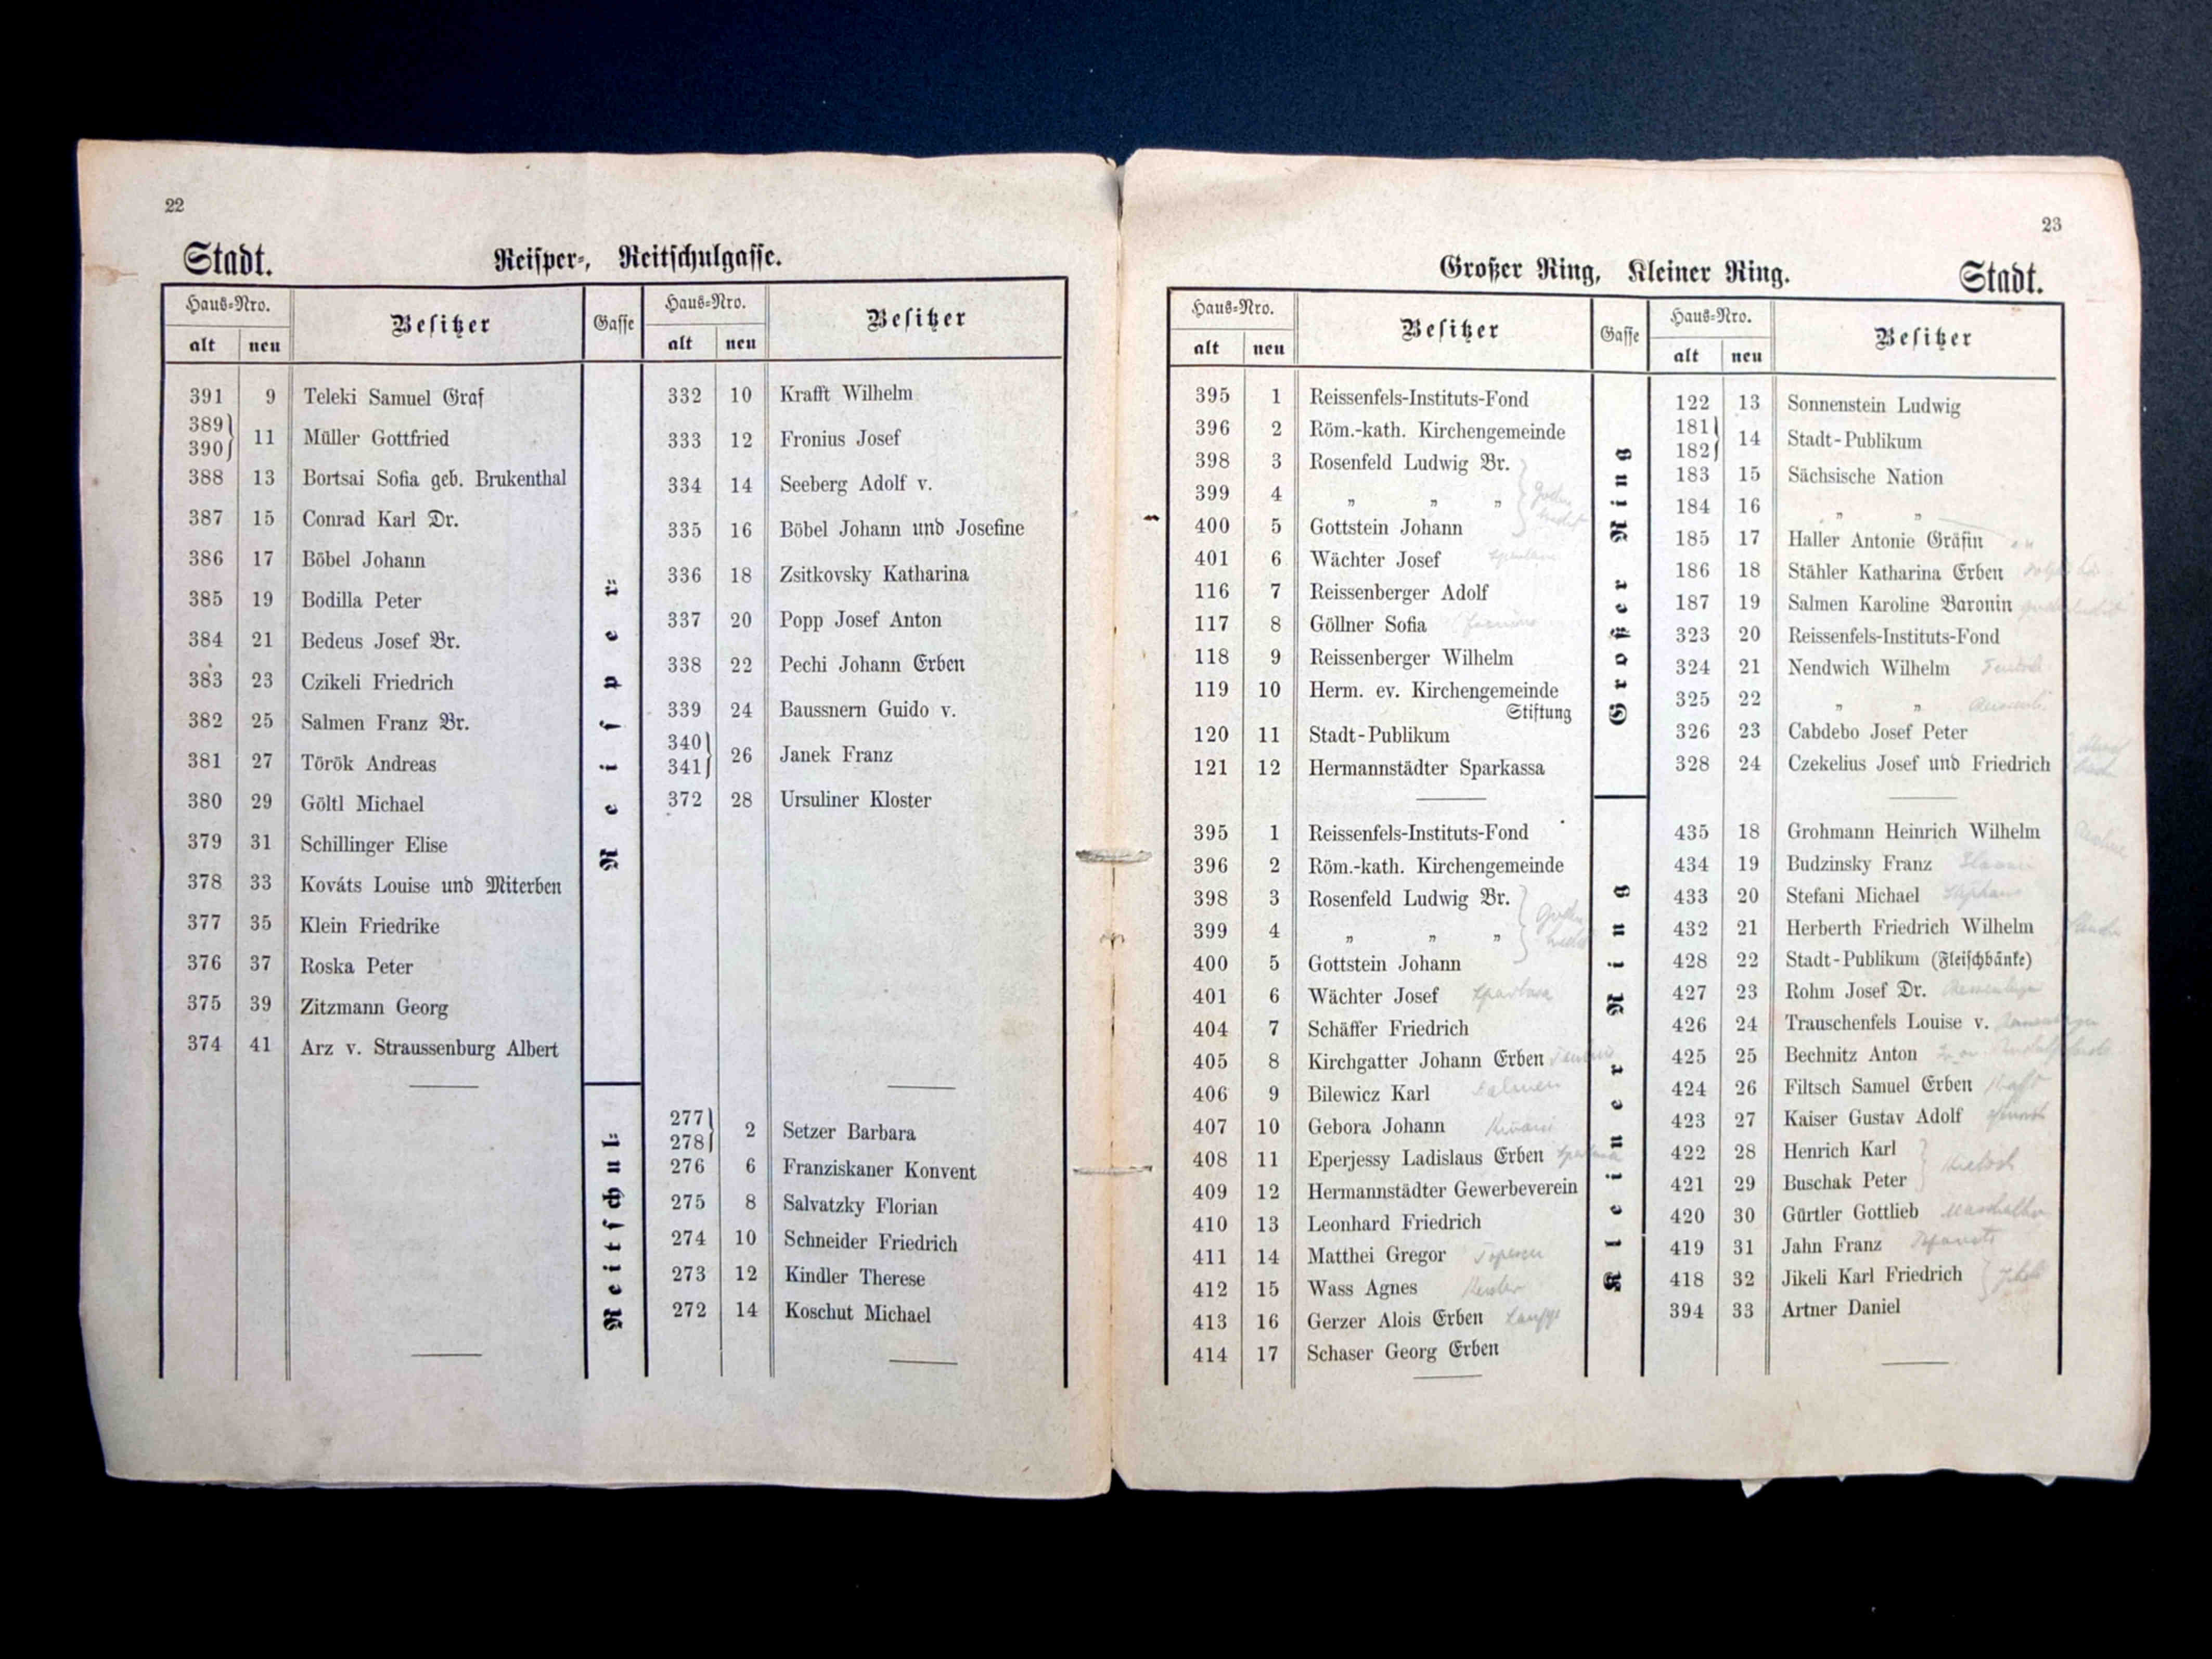 22
Stadt.
Reisper-, Reitschulgasse.
Haus-Nro.
Besitzer
Gasse
Haus-Nro.
Besitzer
alt neu
alt neu
391 9 Teleki Samuel Graf
389 } 11 Müller Gottfried
390 }
388 13 Bortsai Sofia geb. Brukenthal
387 15 Conrad Karl Dr.
386 17 Böbel Johann
385 19 Bodilla Peter
384 21 Bedeus Josef Br.
383 23 Czikeli Friedrich
382 25 Salmen Franz Br.
381 27 Török Andreas
380 29 Göltl Michael
379 31 Schillinger Elise
378 33 Kováts Louise und Miterben
377 35 Klein Friedrike
376 37 Roska Peter
375 39 Zitzmann Georg
374 41 Arz v. Straussenburg Albert
Reisper-
332 10 Krafft Wilhelm
333 12 Fronius Josef
334 14 Seeberg Adolf v.
335 16 Böbel Johann und Josefine
336 18 Zsitkovsky Katharina
337 20 Popp Josef Anton
338 22 Pechi Johann Erben
339 24 Baussnern Guido v.
340 } 26 Janek Franz
341 }
372 28 Ursuliner Kloster
Reitschul-
277 } 2 Setzer Barbara
278 }
276 6 Franziskaner Konvent
275 8 Salvatzky Florian
274 10 Schneider Friedrich
273 12 Kindler Therese
272 14 Koschut Michael
23
Großer Ring, Kleiner Ring.
Stadt.
Haus-Nro.
Besitzer
Gasse
Haus-Nro.
Besitzer
alt neu
alt neu
395 1 Reissenfels-Instituts-Fond
396 2 Röm.-kath. Kirchengemeinde
398 3 Rosenfeld Ludwig Br.
399 4 " " "
400 5 Gottstein Johann
401 6 Wächter Josef
116 7 Reissenberger Adolf
117 8 Göllner Sofia
118 9 Reissenberger Wilhelm
119 10 Herm. ev. Kirchengemeinde
Stiftung
120 11 Stadt-Publikum
121 12 Hermannstädter Sparkassa
Großer Ring
122 13 Sonnenstein Ludwig
181 } 14 Stadt-Publikum
182 }
183 15 Sächsische Nation
184 16 " "
185 17 Haller Antonie Gräfin
186 18 Stähler Katharina Erben
187 19 Salmen Karoline Baronin
323 20 Reissenfels-Instituts-Fond
324 21 Nendwich Wilhelm
325 22 " "
326 23 Cabdebo Josef Peter
328 24 Czekelius Josef und Friedrich
395 1 Reissenfels-Instituts-Fond
396 2 Röm.-kath. Kirchengemeinde
398 3 Rosenfeld Ludwig Br.
399 4 " " "
400 5 Gottstein Johann
401 6 Wächter Josef
404 7 Schäffer Friedrich
405 8 Kirchgatter Johann Erben
406 9 Bilewicz Karl
407 10 Gebora Johann
408 11 Eperjessy Ladislaus Erben
409 12 Hermannstädter Gewerbeverein
410 13 Leonhard Friedrich
411 14 Matthei Gregor
412 15 Wass Agnes
413 16 Gerzer Alois Erben
414 17 Schaser Georg Erben
Kleiner Ring
435 18 Grohmann Heinrich Wilhelm
434 19 Budzinsky Franz
433 20 Stefani Michael
432 21 Herberth Friedrich Wilhelm
428 22 Stadt-Publikum (Fleischbänke)
427 23 Rohm Josef Dr.
426 24 Trauschenfels Louise v.
425 25 Bechnitz Anton
424 26 Filtsch Samuel Erben
423 27 Kaiser Gustav Adolf
422 28 Henrich Karl
421 29 Buschak Peter
420 30 Gürtler Gottlieb
419 31 Jahn Franz
418 32 Jikeli Karl Friedrich
394 33 Artner Daniel